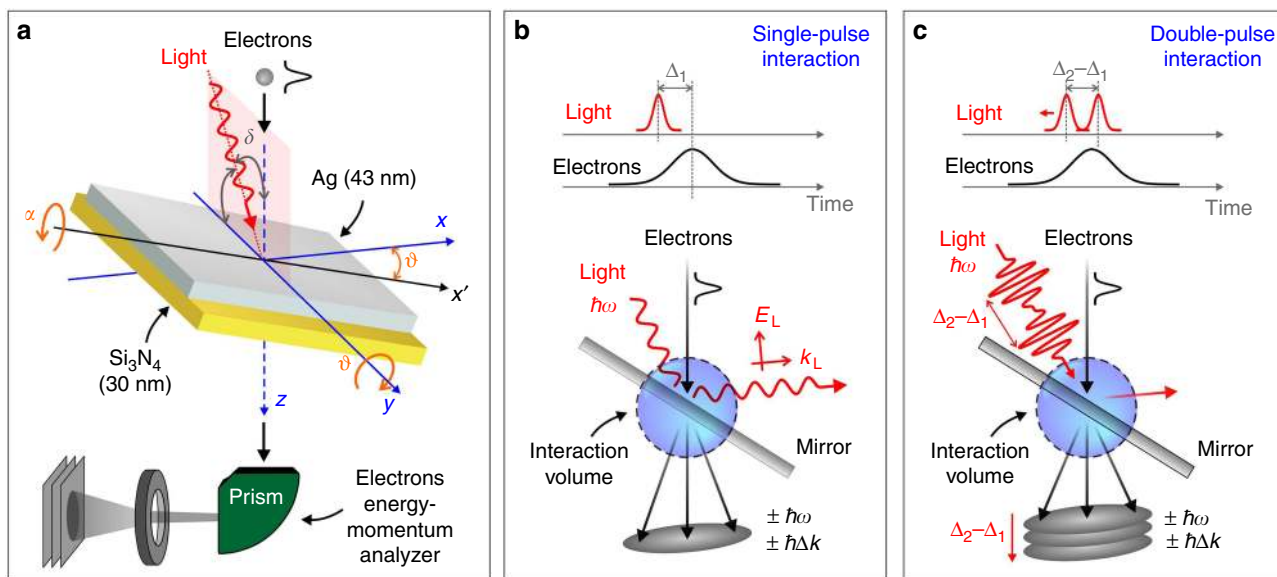 a
Electrons
Light
δ
Ag (43 nm)
α
x
ϑ
x′
Si₃N₄
(30 nm)
ϑ
z
y
Prism
Electrons
energy-
momentum
analyzer
b
Single-pulse
interaction
Δ₁
Light
Electrons
Time
Electrons
Light
ħω
E_L
k_L
Interaction
volume
Mirror
± ħω
± ħΔk
c
Double-pulse
interaction
Δ₂–Δ₁
Light
Electrons
Time
Light
ħω
Electrons
Δ₂–Δ₁
Interaction
volume
Mirror
Δ₂–Δ₁
± ħω
± ħΔk